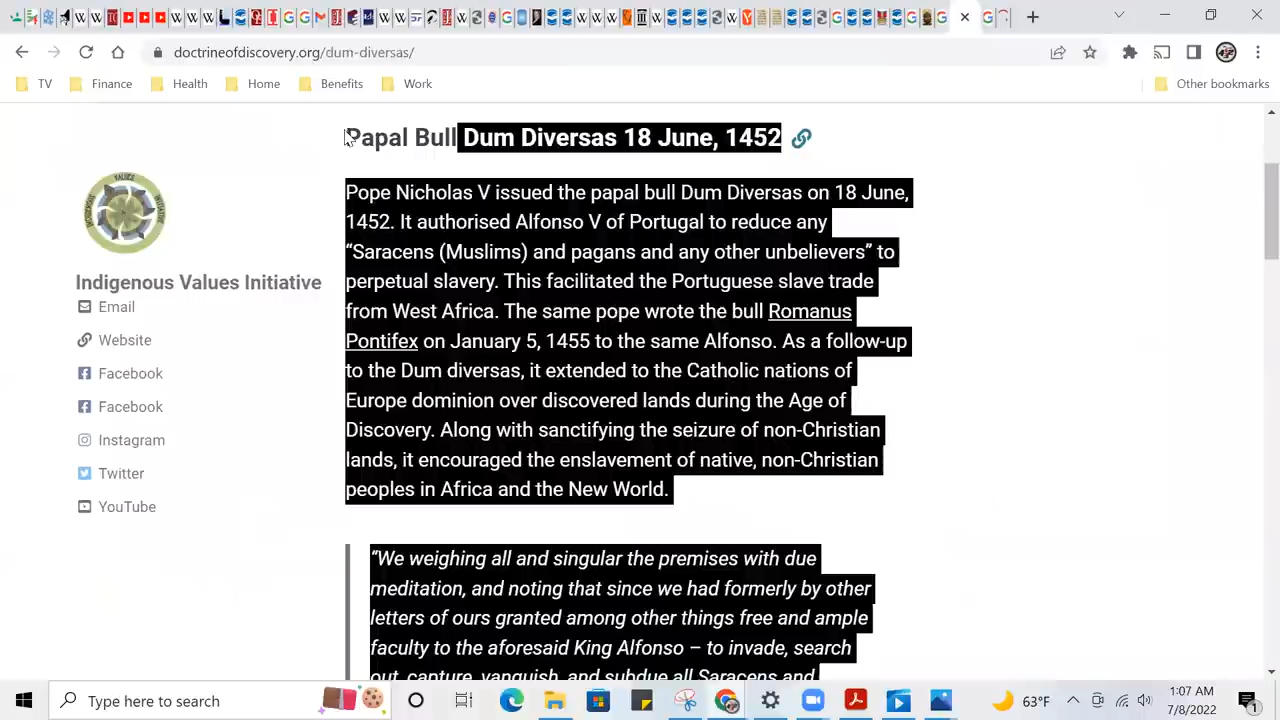 doctrineofdiscovery.org/dum-diversas/
TV Finance Health Home Benefits Work Other bookmarks
Papal Bull Dum Diversas 18 June, 1452
Pope Nicholas V issued the papal bull Dum Diversas on 18 June,
1452. It authorised Alfonso V of Portugal to reduce any
“Saracens (Muslims) and pagans and any other unbelievers” to
perpetual slavery. This facilitated the Portuguese slave trade
from West Africa. The same pope wrote the bull Romanus
Pontifex on January 5, 1455 to the same Alfonso. As a follow-up
to the Dum diversas, it extended to the Catholic nations of
Europe dominion over discovered lands during the Age of
Discovery. Along with sanctifying the seizure of non-Christian
lands, it encouraged the enslavement of native, non-Christian
peoples in Africa and the New World.
“We weighing all and singular the premises with due
meditation, and noting that since we had formerly by other
letters of ours granted among other things free and ample
faculty to the aforesaid King Alfonso – to invade, search
out, capture, vanquish, and subdue all Saracens and
Indigenous Values Initiative
Email
Website
Facebook
Facebook
Instagram
Twitter
YouTube
Type here to search
63°F
1:07 AM
7/8/2022